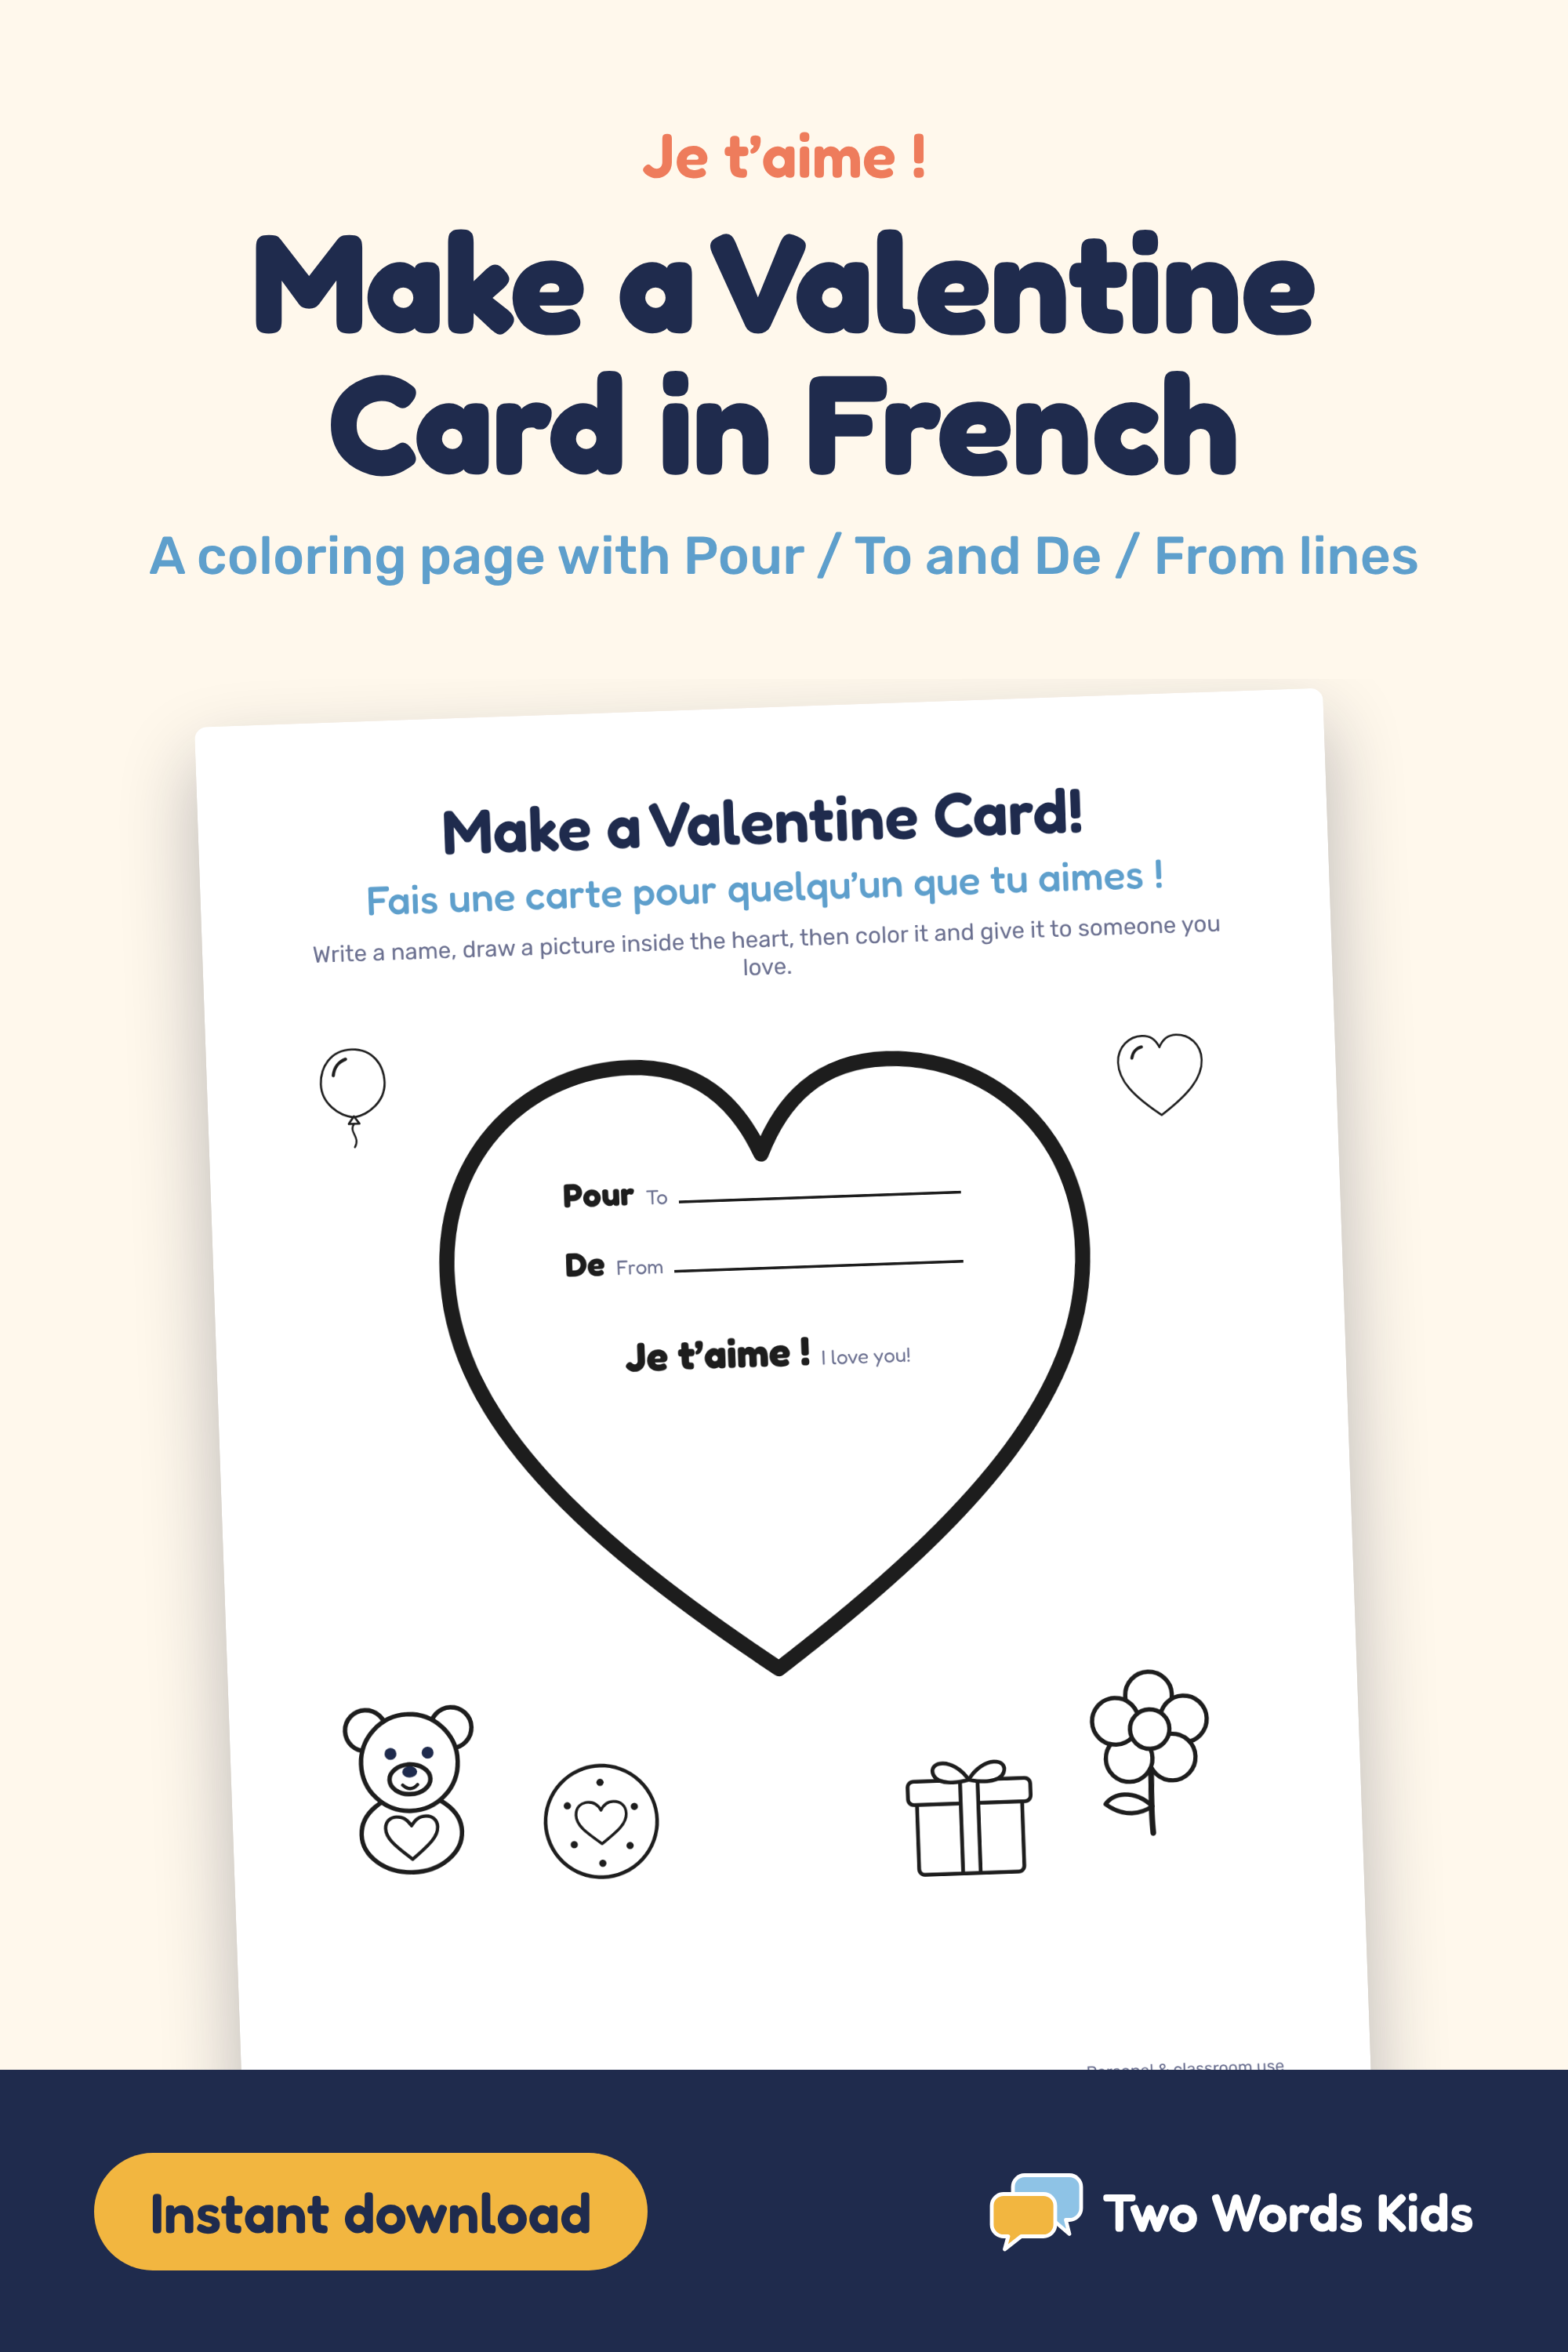 Je t’aime !
Make a Valentine
Card in French
A coloring page with Pour / To and De / From lines
Make a Valentine Card!
Fais une carte pour quelqu’un que tu aimes !
Write a name, draw a picture inside the heart, then color it and give it to someone you
love.
Pour To
De From
Je t’aime ! I love you!
Personal & classroom use
Instant download
Two Words Kids